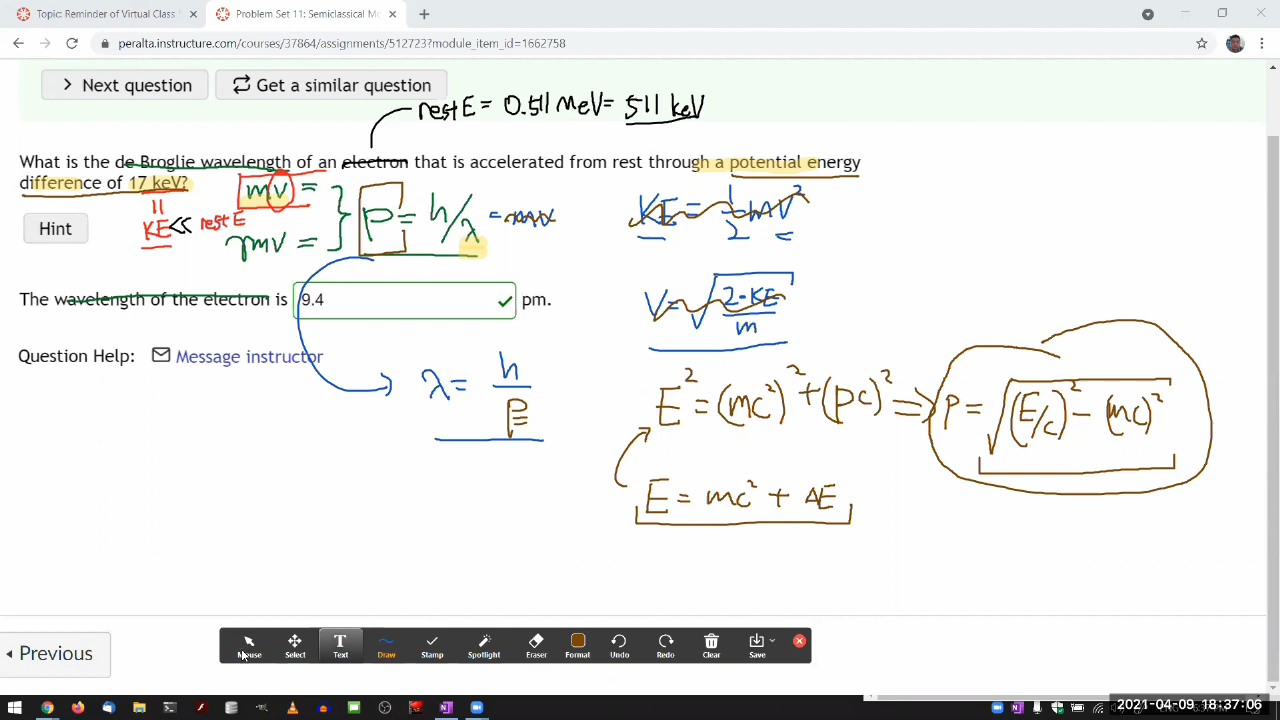 Topic: Reminder of Virtual Class
Problem Set 11: Semiclassical Me
peralta.instructure.com/courses/37864/assignments/512723?module_item_id=1662758
Next question
Get a similar question
rest E = 0.511 MeV = 511 keV
What is the de Broglie wavelength of an electron that is accelerated from rest through a potential energy
difference of 17 keV?
mv =
γmv =
p = h/λ = mv
KE = 1/2 mv²
= KE << rest E
Hint
V = √(2·KE/m)
The wavelength of the electron is 9.4 pm.
Question Help: Message instructor
λ = h/p
E² = (mc²)² + (pc)² => p = √((E/c)² - (mc)²)
E = mc² + ΔE
Previous
Mouse Select Text Draw Stamp Spotlight Eraser Format Undo Redo Clear Save
2021-04-09 18:37:06